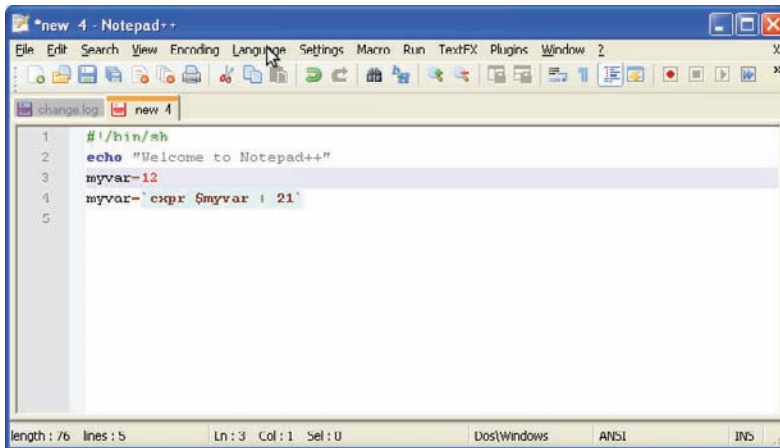 *new 4 - Notepad++
File Edit Search View Encoding Language Settings Macro Run TextFX Plugins Window ? X
change.log new 4
1 #!/bin/sh
2 echo "Welcome to Notepad++"
3 myvar=12
4 myvar=`expr $myvar + 21`
5
length : 76 lines : 5 Ln : 3 Col : 1 Sel : 0 Dos\Windows ANSI INS